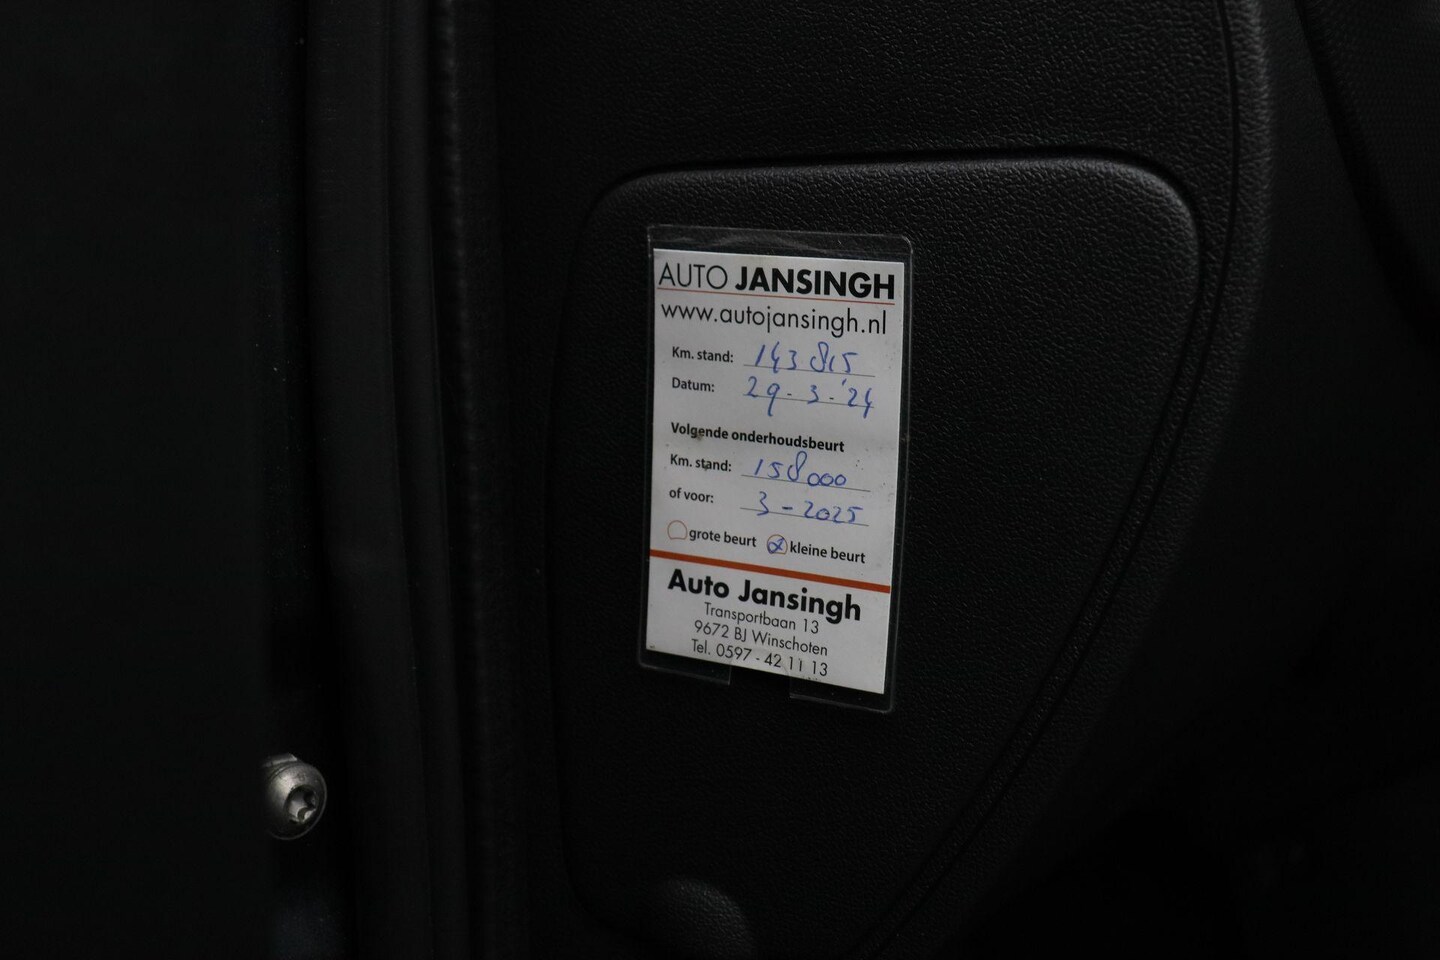 AUTO JANSINGH
www.autojansingh.nl
Km. stand: 143 815
Datum: 29-3-'24
Volgende onderhoudsbeurt
Km. stand: 158000
of voor: 3-2025
grote beurt kleine beurt
Auto Jansingh
Transportbaan 13
9672 BJ Winschoten
Tel. 0597 - 42 11 13